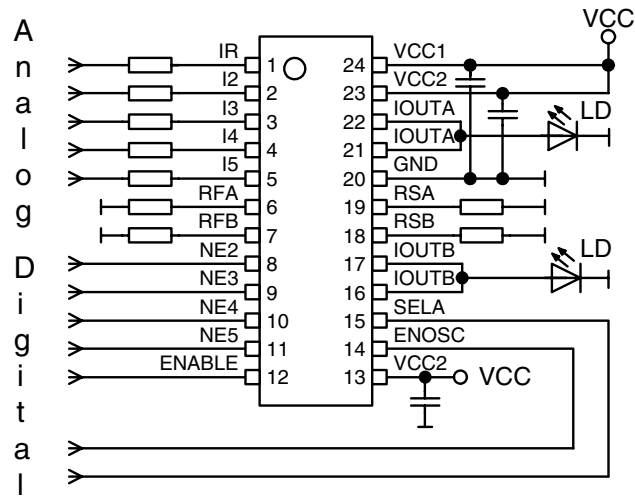 Analog
Digital
VCC
IR 1 24 VCC1
I2 2 23 VCC2
I3 3 22 IOUTA
I4 4 21 IOUTA
LD
I5 5 20 GND
RFA 6 19 RSA
RFB 7 18 RSB
NE2 8 17 IOUTB
LD
NE3 9 16 IOUTB
NE4 10 15 SELA
NE5 11 14 ENOSC
ENABLE 12 13 VCC2
VCC